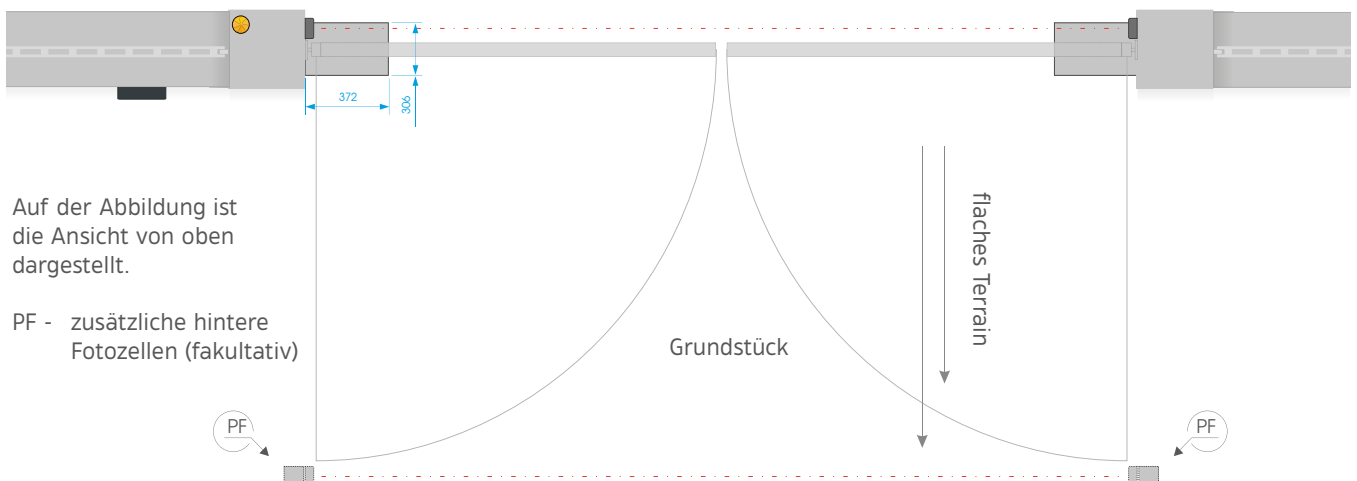 372
306
Auf der Abbildung ist
die Ansicht von oben
dargestellt.
PF - zusätzliche hintere
Fotozellen (fakultativ)
flaches Terrain
Grundstück
PF
PF